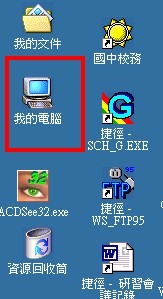 我的文件
國中校務
我的電腦
捷徑 -
SCH_G.EXE
ACDSee32.exe
捷徑 -
WS_FTP95
FTP
資源回收筒
捷徑 - 研習會
議記錄